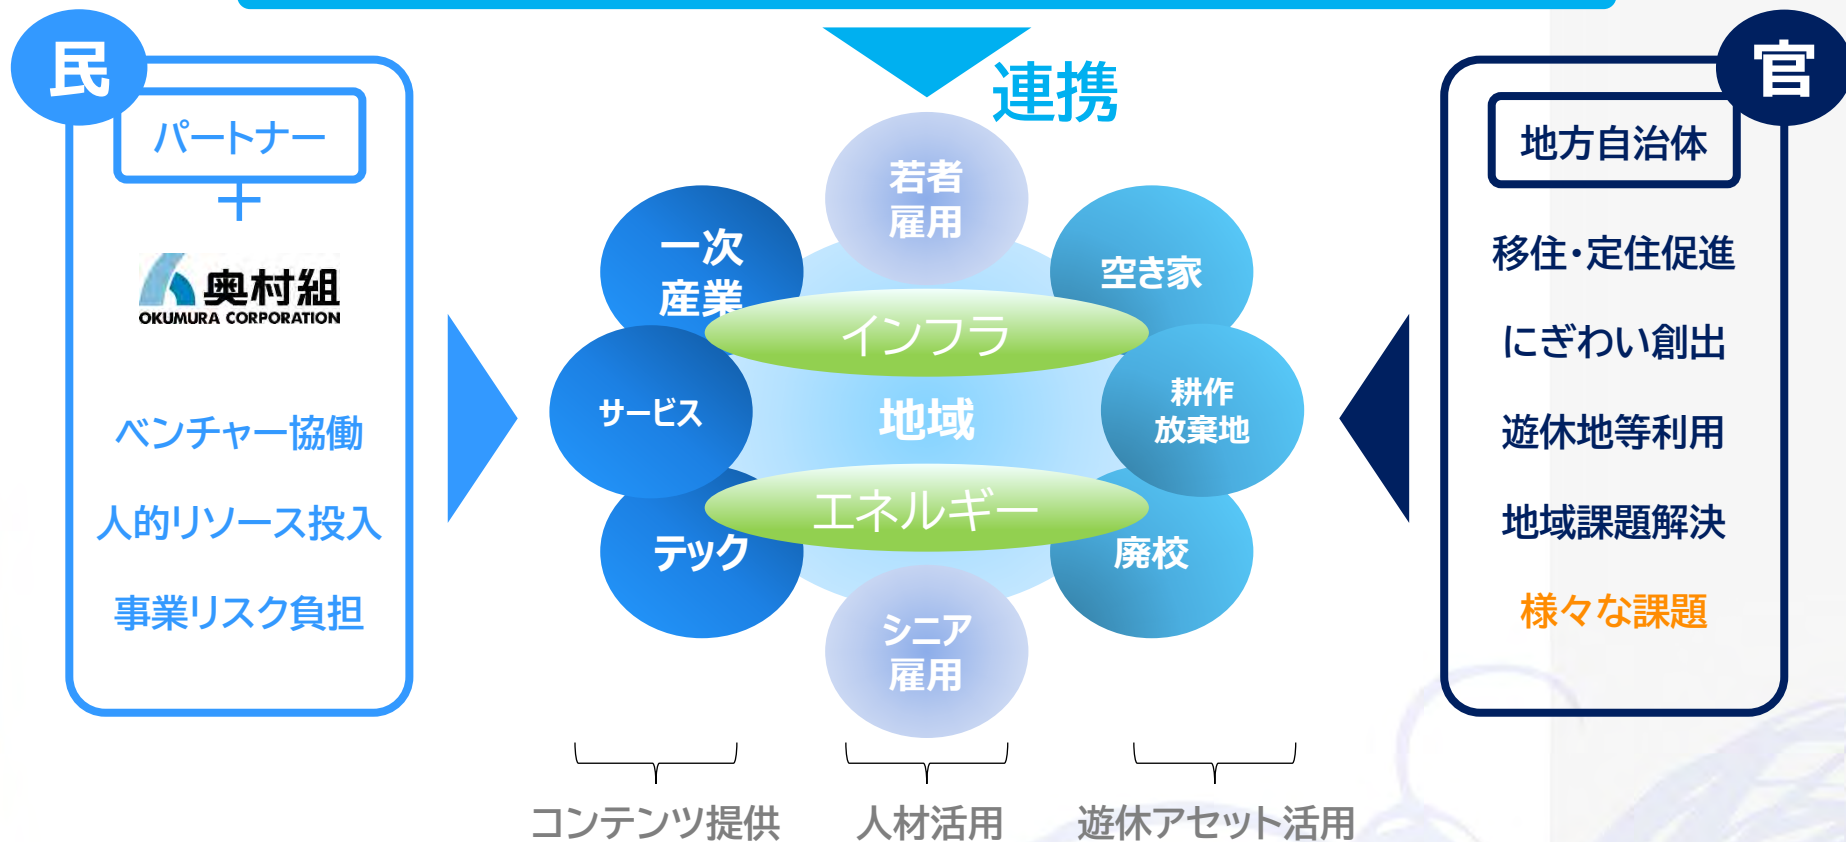 民
パートナー
＋
奥村組
OKUMURA CORPORATION
ベンチャー協働
人的リソース投入
事業リスク負担
連携
若者
雇用
一次
産業
空き家
インフラ
サービス
地域
耕作
放棄地
エネルギー
テック
廃校
シニア
雇用
コンテンツ提供
人材活用
遊休アセット活用
官
地方自治体
移住・定住促進
にぎわい創出
遊休地等利用
地域課題解決
様々な課題